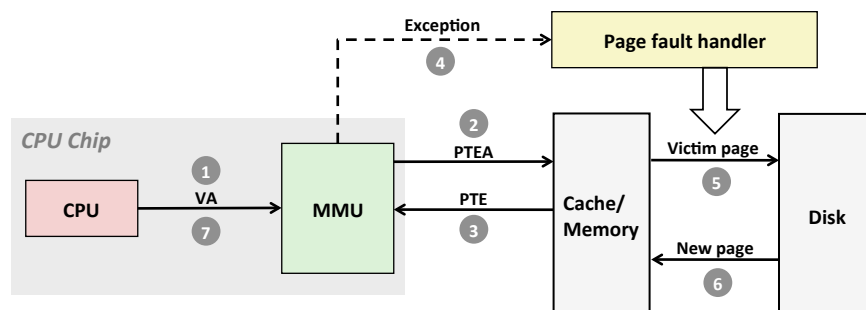 Exception
4
Page fault handler
CPU Chip
1
VA
7
CPU
MMU
2
PTEA
PTE
3
Cache/
Memory
Victim page
5
New page
6
Disk